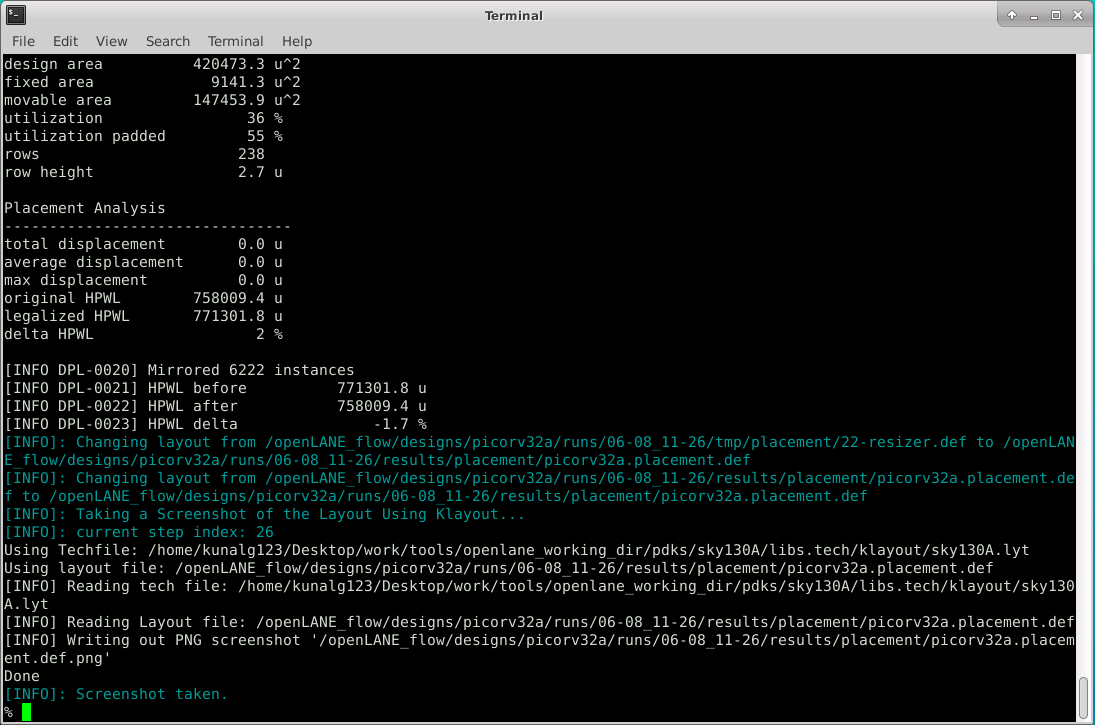 Terminal
File Edit View Search Terminal Help
design area          420473.3 u^2
fixed area             9141.3 u^2
movable area         147453.9 u^2
utilization                36 %
utilization padded         55 %
rows                      238
row height                2.7 u
Placement Analysis
--------------------------------
total displacement        0.0 u
average displacement      0.0 u
max displacement          0.0 u
original HPWL        758009.4 u
legalized HPWL       771301.8 u
delta HPWL                  2 %
[INFO DPL-0020] Mirrored 6222 instances
[INFO DPL-0021] HPWL before          771301.8 u
[INFO DPL-0022] HPWL after           758009.4 u
[INFO DPL-0023] HPWL delta               -1.7 %
[INFO]: Changing layout from /openLANE_flow/designs/picorv32a/runs/06-08_11-26/tmp/placement/22-resizer.def to /openLAN
E_flow/designs/picorv32a/runs/06-08_11-26/results/placement/picorv32a.placement.def
[INFO]: Changing layout from /openLANE_flow/designs/picorv32a/runs/06-08_11-26/results/placement/picorv32a.placement.de
f to /openLANE_flow/designs/picorv32a/runs/06-08_11-26/results/placement/picorv32a.placement.def
[INFO]: Taking a Screenshot of the Layout Using Klayout...
[INFO]: current step index: 26
Using Techfile: /home/kunalg123/Desktop/work/tools/openlane_working_dir/pdks/sky130A/libs.tech/klayout/sky130A.lyt
Using layout file: /openLANE_flow/designs/picorv32a/runs/06-08_11-26/results/placement/picorv32a.placement.def
[INFO] Reading tech file: /home/kunalg123/Desktop/work/tools/openlane_working_dir/pdks/sky130A/libs.tech/klayout/sky130
A.lyt
[INFO] Reading Layout file: /openLANE_flow/designs/picorv32a/runs/06-08_11-26/results/placement/picorv32a.placement.def
[INFO] Writing out PNG screenshot '/openLANE_flow/designs/picorv32a/runs/06-08_11-26/results/placement/picorv32a.placem
ent.def.png'
Done
[INFO]: Screenshot taken.
%